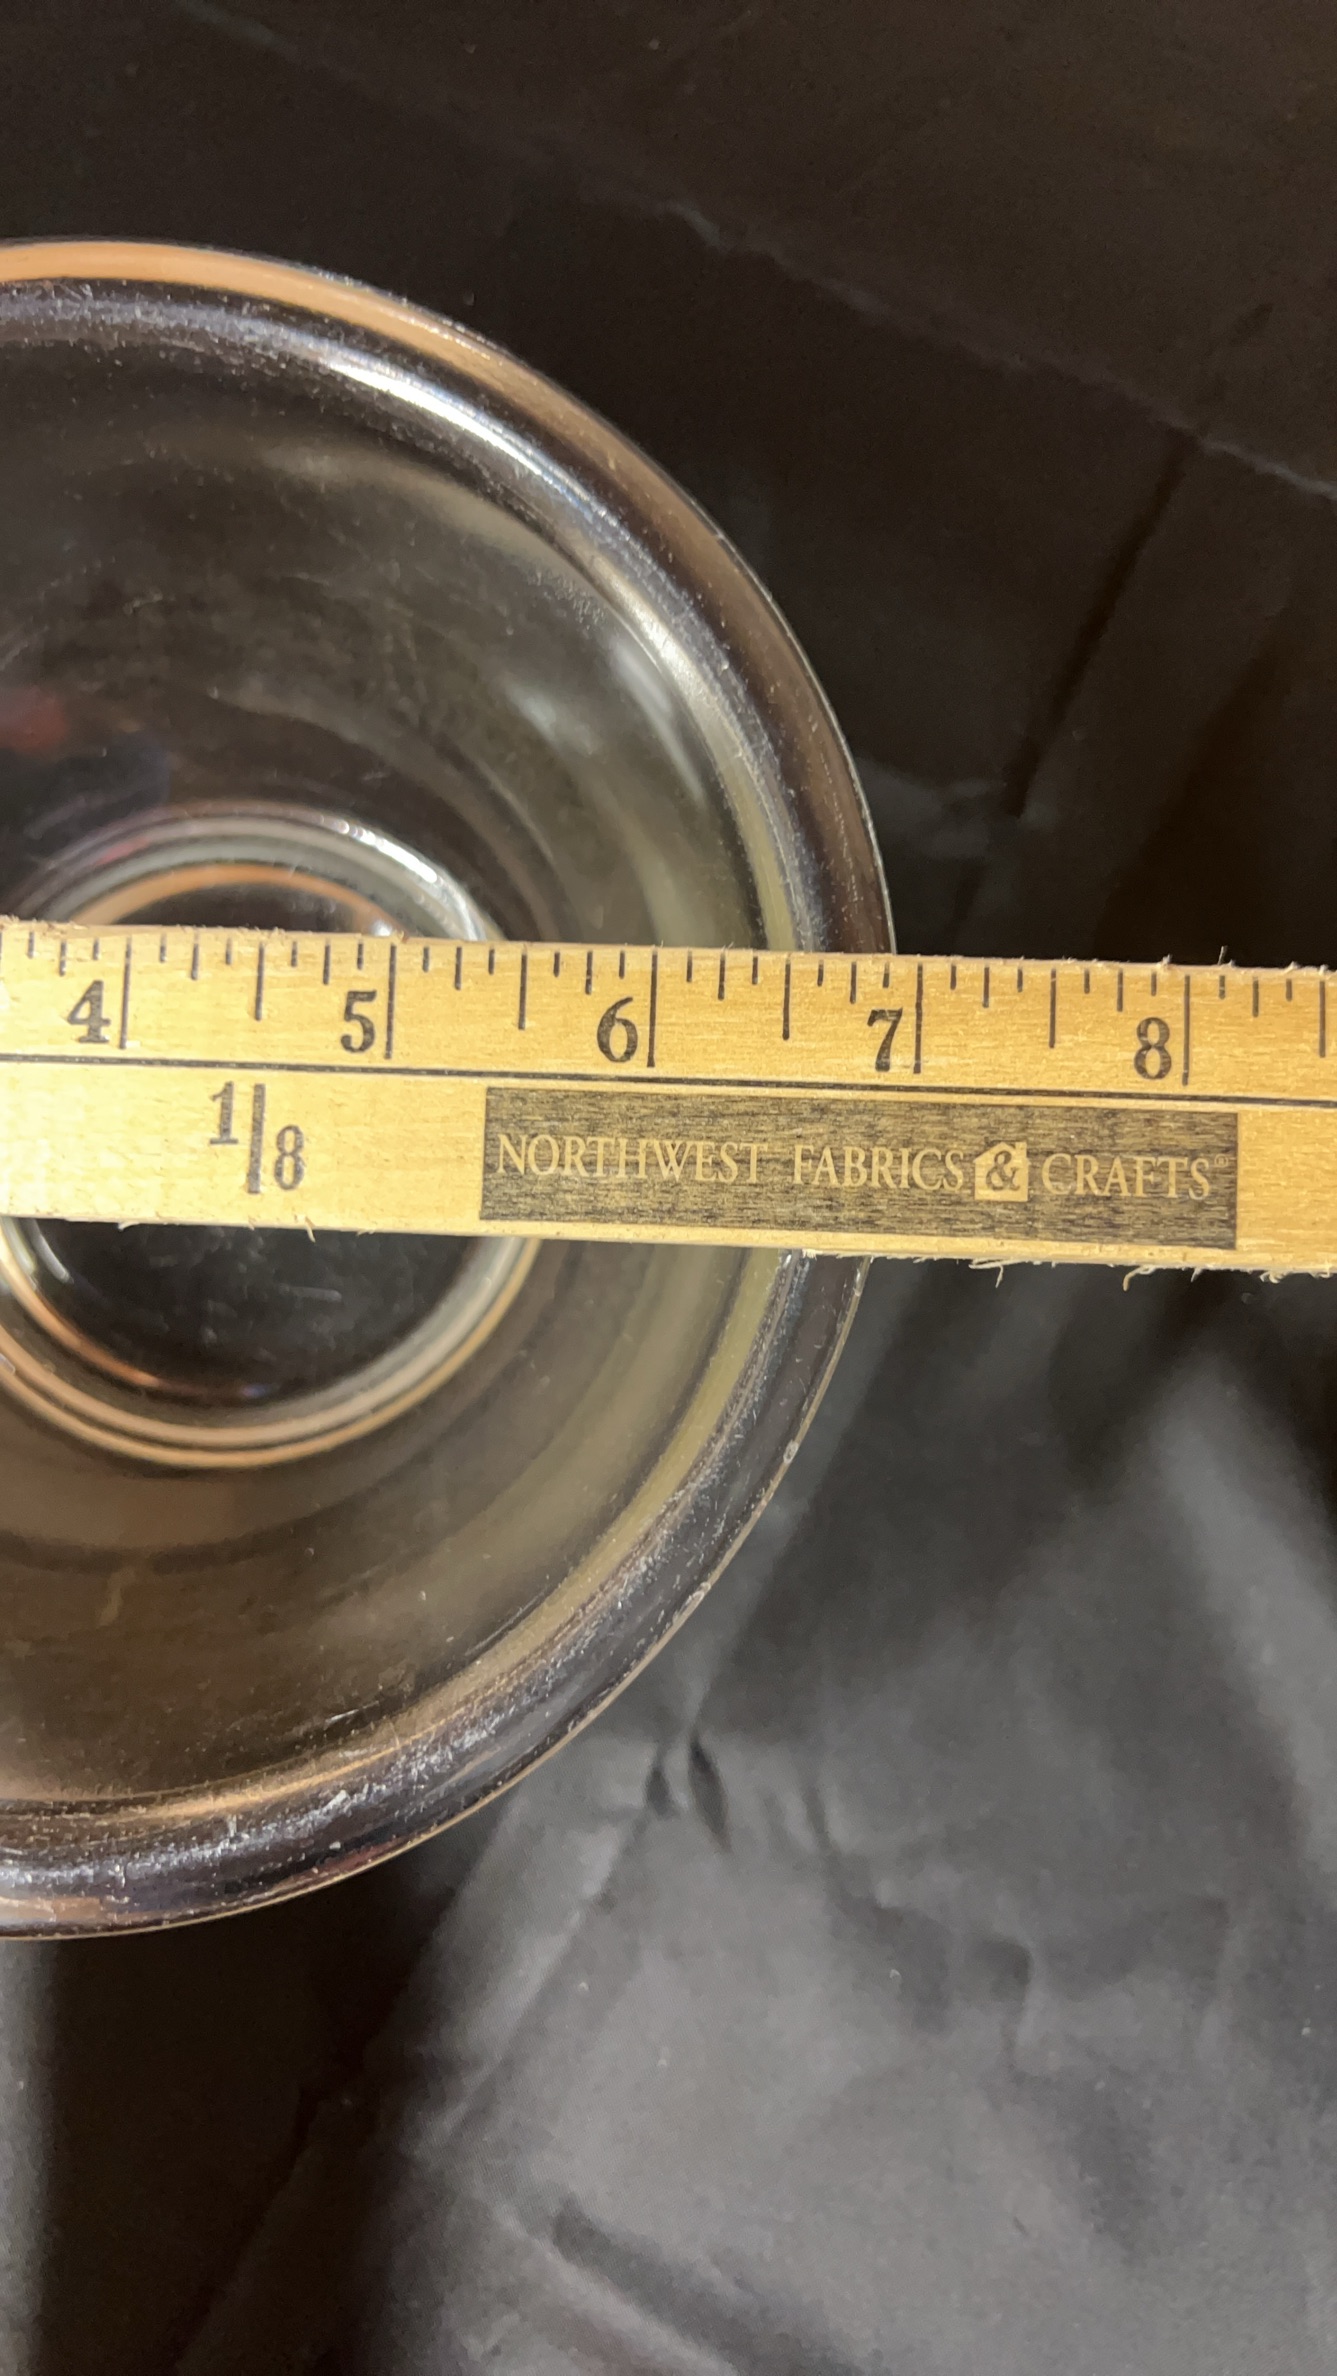 4 5 6 7 8
1/8 NORTHWEST FABRICS & CRAFTS®